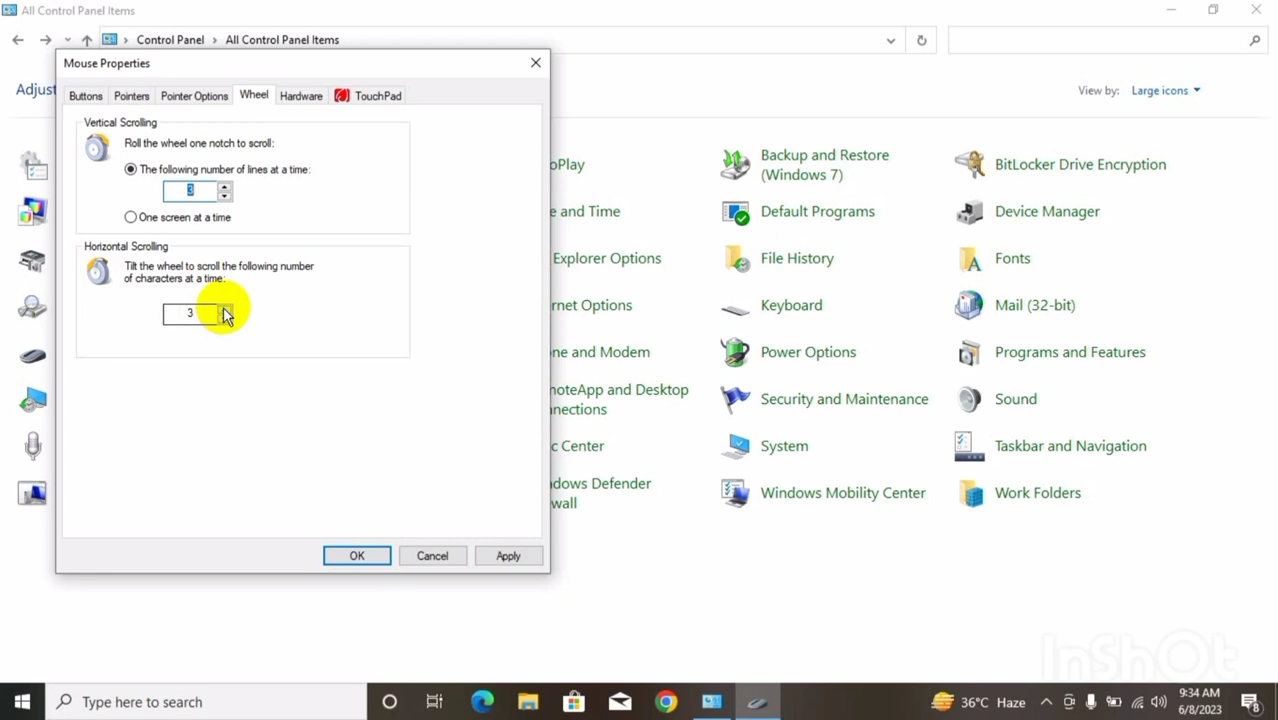 All Control Panel Items
Control Panel
All Control Panel Items
Mouse Properties
Adjus
View by:
Large icons
Buttons
Pointers
Pointer Options
Wheel
Hardware
TouchPad
Vertical Scrolling
Roll the wheel one notch to scroll:
The following number of lines at a time:
3
One screen at a time
Horizontal Scrolling
Tilt the wheel to scroll the following number
of characters at a time:
3
OK
Cancel
Apply
oPlay
Backup and Restore
(Windows 7)
BitLocker Drive Encryption
e and Time
Default Programs
Device Manager
Explorer Options
File History
Fonts
rnet Options
Keyboard
Mail (32-bit)
one and Modem
Power Options
Programs and Features
moteApp and Desktop
nnections
Security and Maintenance
Sound
c Center
System
Taskbar and Navigation
ndows Defender
wall
Windows Mobility Center
Work Folders
InShOt
Type here to search
36°C Haze
9:34 AM
6/8/2023
8